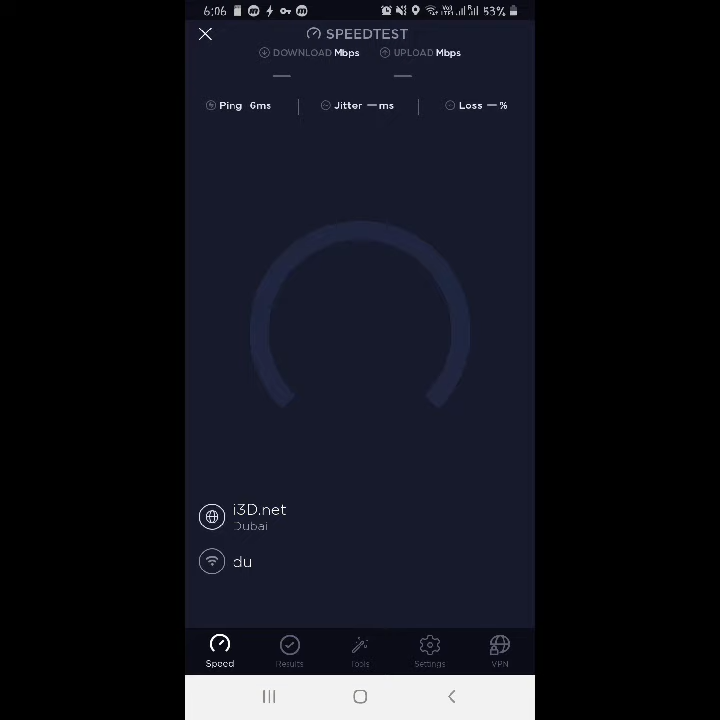 6:06 53%
SPEEDTEST
DOWNLOAD Mbps UPLOAD Mbps
— —
Ping 6ms Jitter — ms Loss — %
i3D.net
Dubai
du
Speed Results Tools Settings VPN